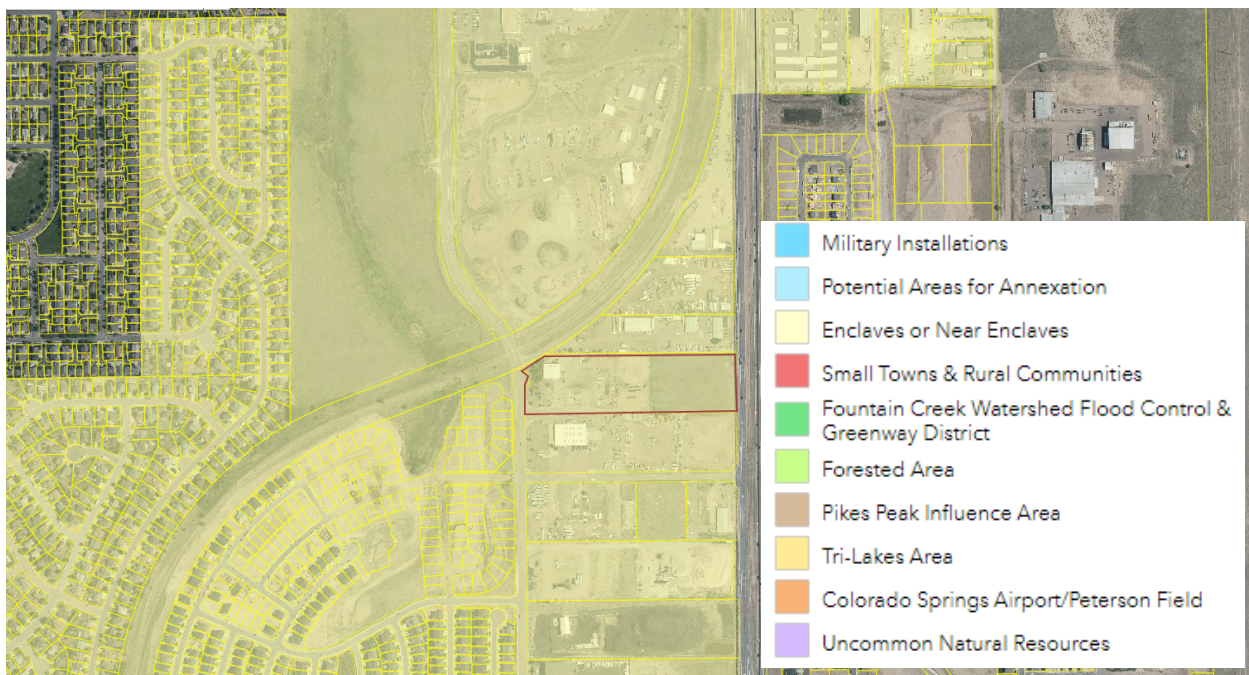 Military Installations
Potential Areas for Annexation
Enclaves or Near Enclaves
Small Towns & Rural Communities
Fountain Creek Watershed Flood Control &
Greenway District
Forested Area
Pikes Peak Influence Area
Tri-Lakes Area
Colorado Springs Airport/Peterson Field
Uncommon Natural Resources